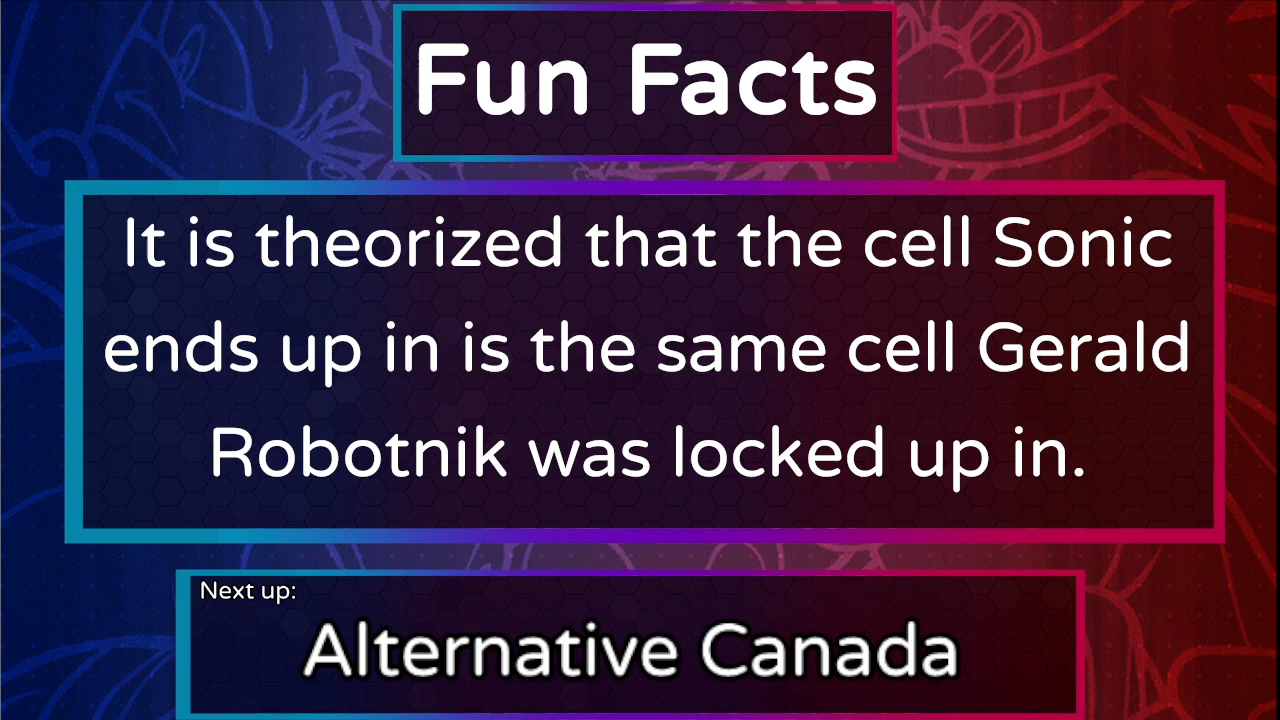 Fun Facts
It is theorized that the cell Sonic
ends up in is the same cell Gerald
Robotnik was locked up in.
Next up:
Alternative Canada